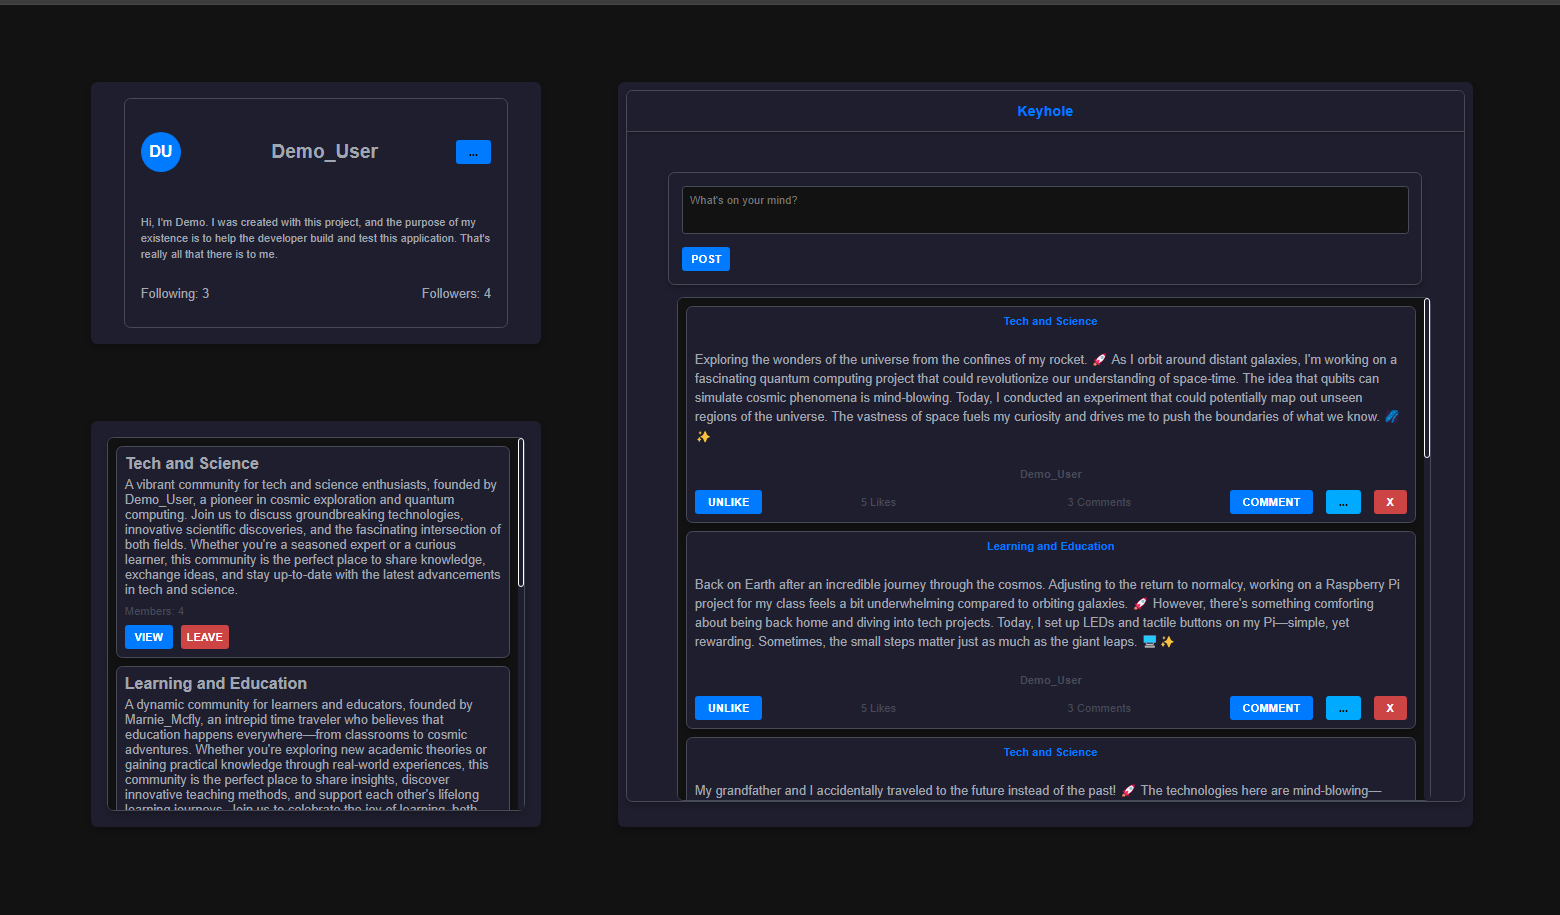 DU
Demo_User
...
Hi, I'm Demo. I was created with this project, and the purpose of my
existence is to help the developer build and test this application. That's
really all that there is to me.
Following: 3
Followers: 4
Tech and Science
A vibrant community for tech and science enthusiasts, founded by
Demo_User, a pioneer in cosmic exploration and quantum
computing. Join us to discuss groundbreaking technologies,
innovative scientific discoveries, and the fascinating intersection of
both fields. Whether you're a seasoned expert or a curious
learner, this community is the perfect place to share knowledge,
exchange ideas, and stay up-to-date with the latest advancements
in tech and science.
Members: 4
VIEW
LEAVE
Learning and Education
A dynamic community for learners and educators, founded by
Marnie_Mcfly, an intrepid time traveler who believes that
education happens everywhere—from classrooms to cosmic
adventures. Whether you're exploring new academic theories or
gaining practical knowledge through real-world experiences, this
community is the perfect place to share insights, discover
innovative teaching methods, and support each other's lifelong
learning journeys. Join us to celebrate the joy of learning, both
Keyhole
What's on your mind?
POST
Tech and Science
Exploring the wonders of the universe from the confines of my rocket. 🚀 As I orbit around distant galaxies, I'm working on a
fascinating quantum computing project that could revolutionize our understanding of space-time. The idea that qubits can
simulate cosmic phenomena is mind-blowing. Today, I conducted an experiment that could potentially map out unseen
regions of the universe. The vastness of space fuels my curiosity and drives me to push the boundaries of what we know. 🌌
✨
Demo_User
UNLIKE
5 Likes
3 Comments
COMMENT
...
X
Learning and Education
Back on Earth after an incredible journey through the cosmos. Adjusting to the return to normalcy, working on a Raspberry Pi
project for my class feels a bit underwhelming compared to orbiting galaxies. 🚀 However, there's something comforting
about being back home and diving into tech projects. Today, I set up LEDs and tactile buttons on my Pi—simple, yet
rewarding. Sometimes, the small steps matter just as much as the giant leaps. 🖥️✨
Demo_User
UNLIKE
5 Likes
3 Comments
COMMENT
...
X
Tech and Science
My grandfather and I accidentally traveled to the future instead of the past! 🚀 The technologies here are mind-blowing—